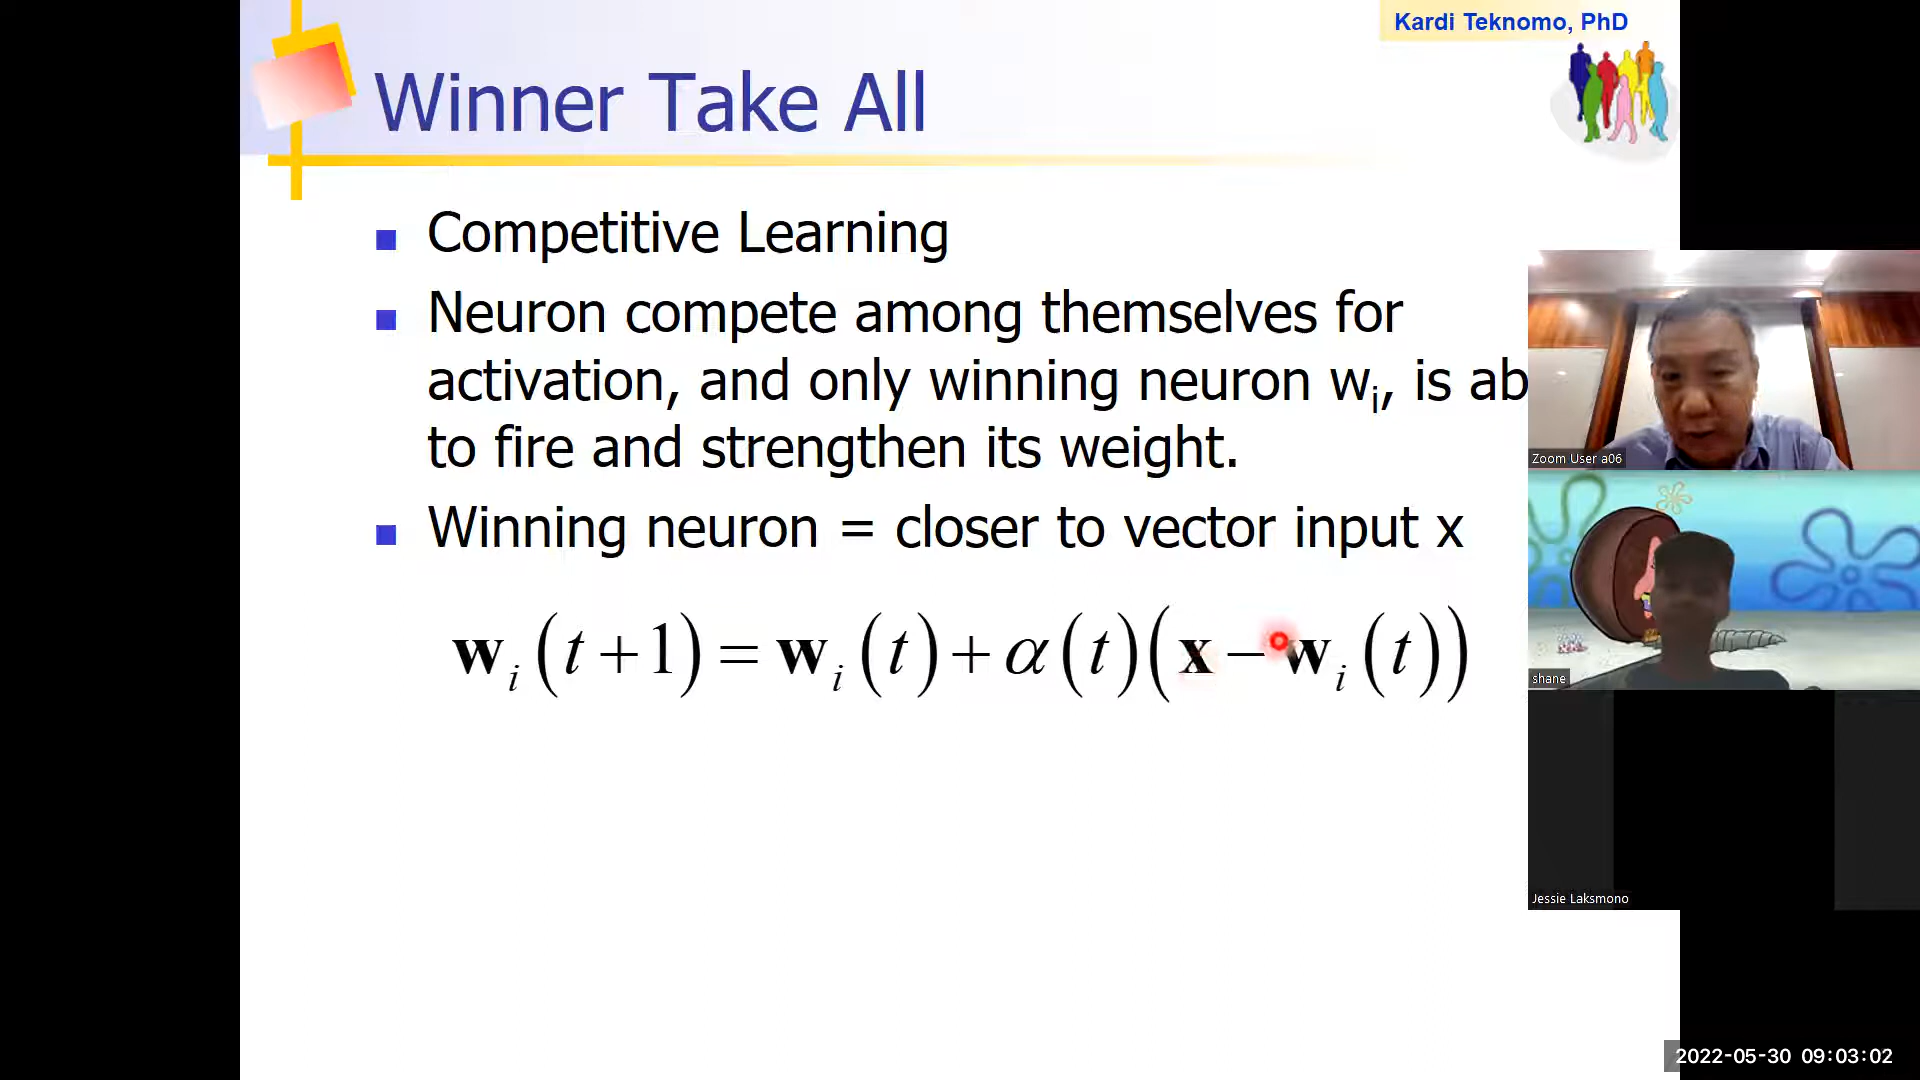 Kardi Teknomo, PhD
Winner Take All
Competitive Learning
Neuron compete among themselves for
activation, and only winning neuron wᵢ, is ab
to fire and strengthen its weight.
Winning neuron = closer to vector input x
wᵢ(t+1) = wᵢ(t) + α(t)(x − wᵢ(t))
Zoom User a06
shane
Jessie Laksmono
2022-05-30 09:03:02